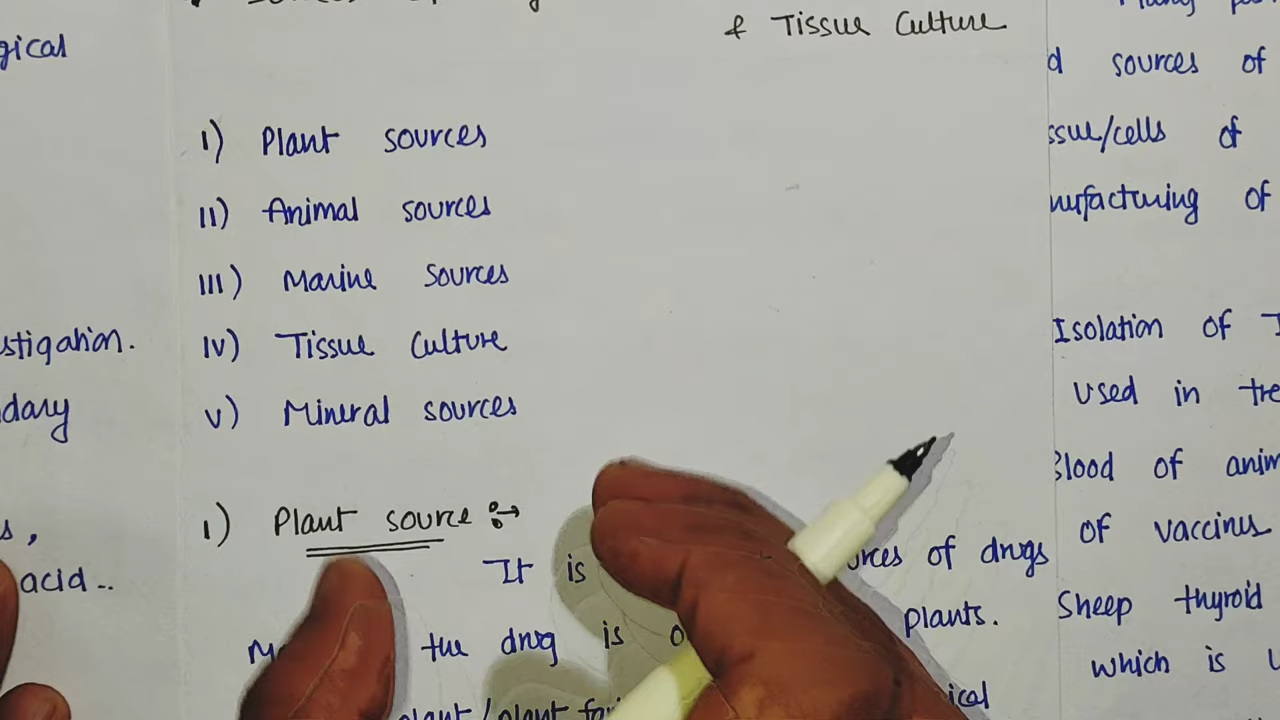 & Tissue Culture
I) Plant sources
II) Animal sources
III) Marine Sources
IV) Tissue Culture
V) Mineral sources
I) Plant source
It is
of drugs
the drug is
plants.
plant/plant
gical
stigation.
dary
acid..
sources of
ssue/cells of
nufacturing of
Isolation of
used in tre
Blood of anim
of vaccines
Sheep thyroid
which is